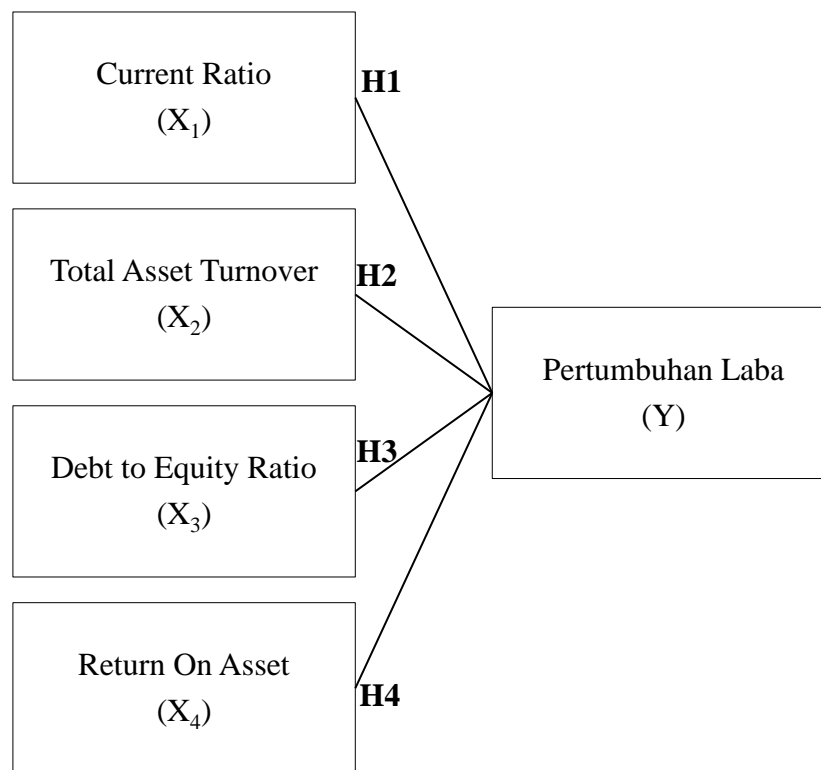 Current Ratio
(X₁)
H1
Total Asset Turnover
(X₂)
H2
Debt to Equity Ratio
(X₃)
H3
Return On Asset
(X₄)
H4
Pertumbuhan Laba
(Y)